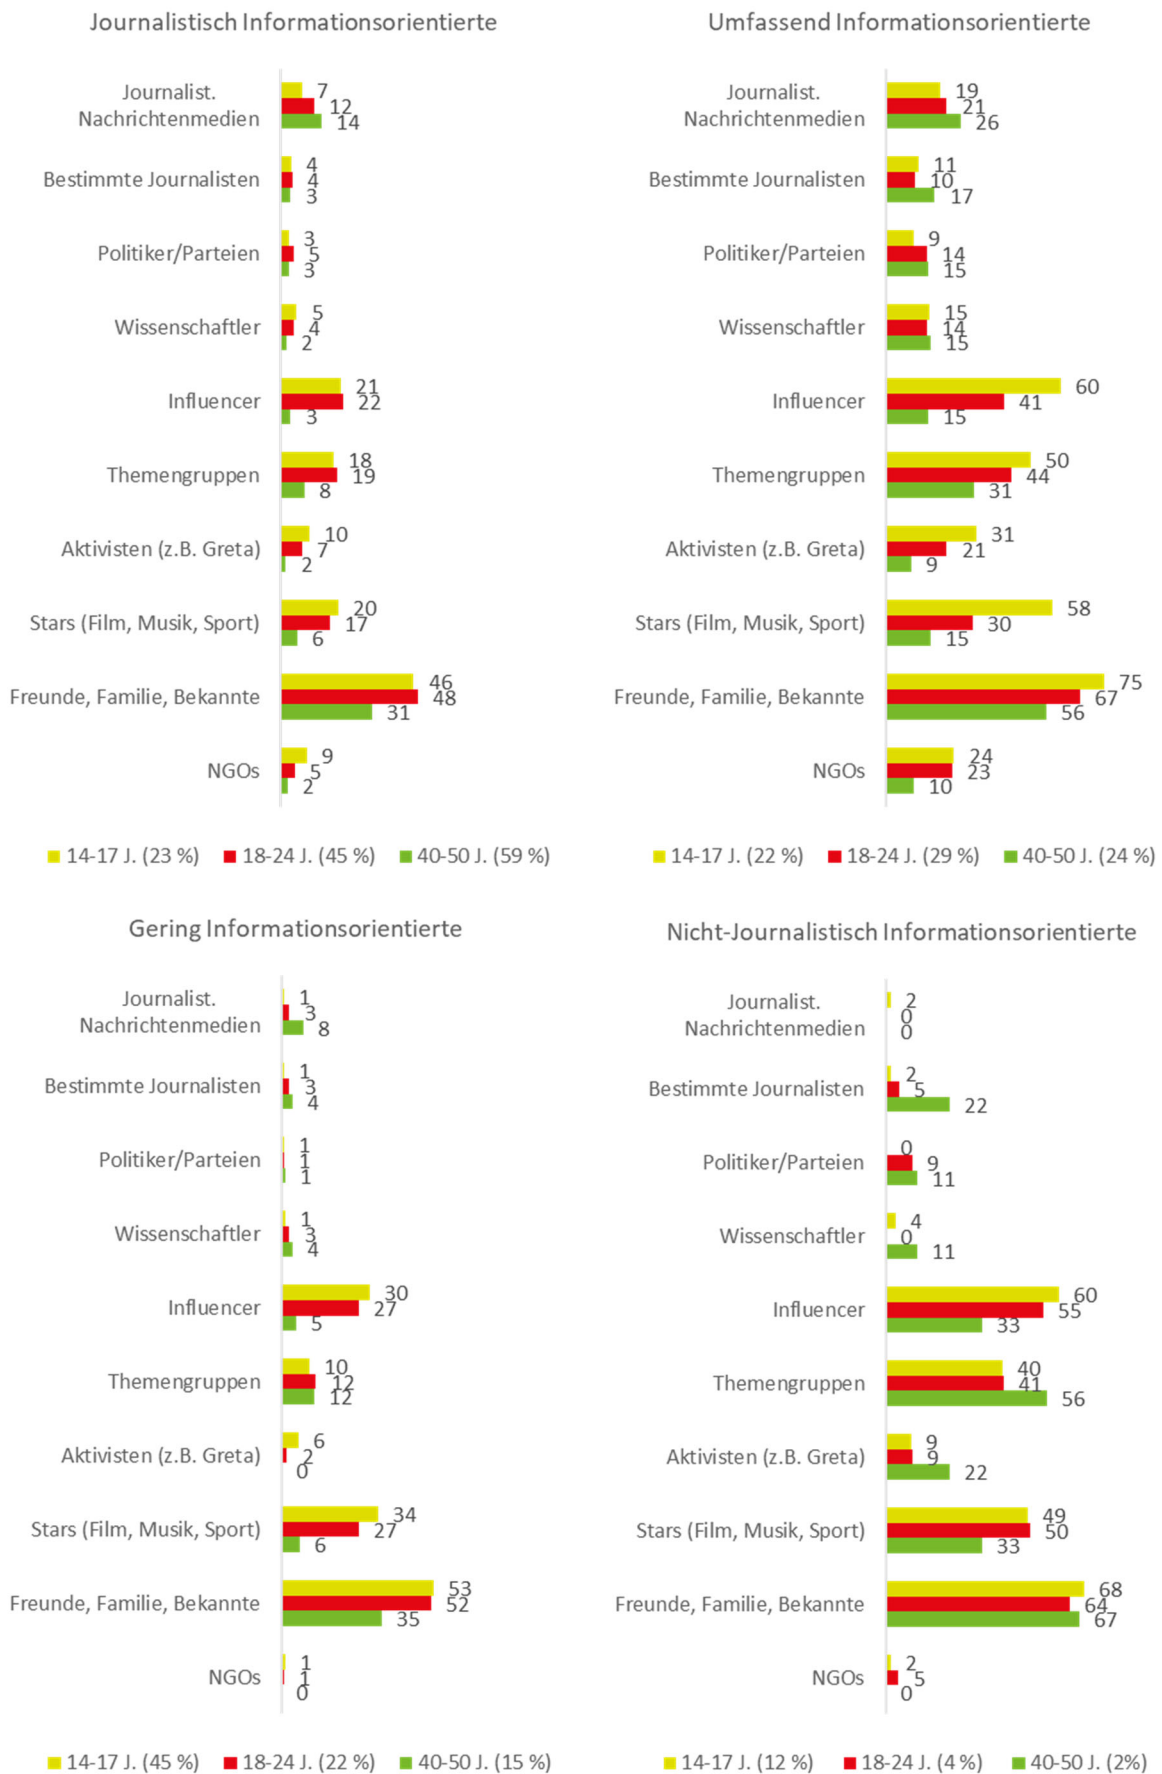 Journalistisch Informationsorientierte
Journalist.
Nachrichtenmedien
7
12
14
Bestimmte Journalisten
4
4
3
Politiker/Parteien
3
5
3
Wissenschaftler
5
4
2
Influencer
21
22
3
Themengruppen
18
19
8
Aktivisten (z.B. Greta)
10
7
2
Stars (Film, Musik, Sport)
20
17
6
Freunde, Familie, Bekannte
46
48
31
NGOs
9
5
2
14-17 J. (23 %) 18-24 J. (45 %) 40-50 J. (59 %)
Umfassend Informationsorientierte
Journalist.
Nachrichtenmedien
19
21
26
Bestimmte Journalisten
11
10
17
Politiker/Parteien
9
14
15
Wissenschaftler
15
14
15
Influencer
60
41
15
Themengruppen
50
44
31
Aktivisten (z.B. Greta)
31
21
9
Stars (Film, Musik, Sport)
58
30
15
Freunde, Familie, Bekannte
75
67
56
NGOs
24
23
10
14-17 J. (22 %) 18-24 J. (29 %) 40-50 J. (24 %)
Gering Informationsorientierte
Journalist.
Nachrichtenmedien
1
3
8
Bestimmte Journalisten
1
3
4
Politiker/Parteien
1
1
1
Wissenschaftler
1
3
4
Influencer
30
27
5
Themengruppen
10
12
12
Aktivisten (z.B. Greta)
6
2
0
Stars (Film, Musik, Sport)
34
27
6
Freunde, Familie, Bekannte
53
52
35
NGOs
1
1
0
14-17 J. (45 %) 18-24 J. (22 %) 40-50 J. (15 %)
Nicht-Journalistisch Informationsorientierte
Journalist.
Nachrichtenmedien
2
0
0
Bestimmte Journalisten
2
5
22
Politiker/Parteien
0
9
11
Wissenschaftler
4
0
11
Influencer
60
55
33
Themengruppen
40
41
56
Aktivisten (z.B. Greta)
9
9
22
Stars (Film, Musik, Sport)
49
50
33
Freunde, Familie, Bekannte
68
64
67
NGOs
2
5
0
14-17 J. (12 %) 18-24 J. (4 %) 40-50 J. (2%)